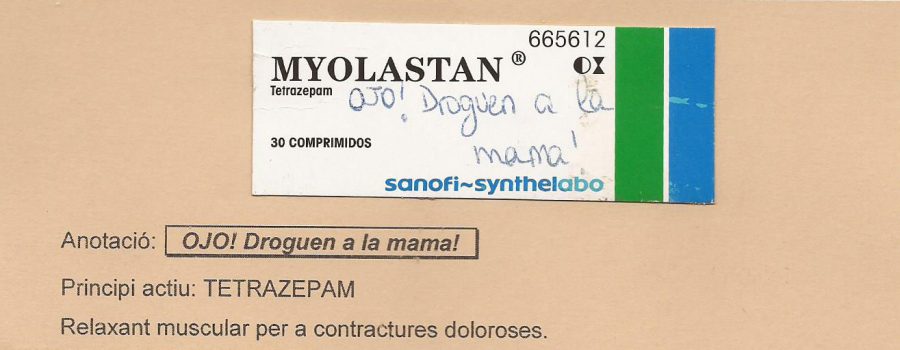 665612
MYOLASTAN ®
Tetrazepam
OJO! Droguen a la
mama!
30 COMPRIMIDOS
sanofi~synthelabo
Anotació: OJO! Droguen a la mama!
Principi actiu: TETRAZEPAM
Relaxant muscular per a contractures doloroses.